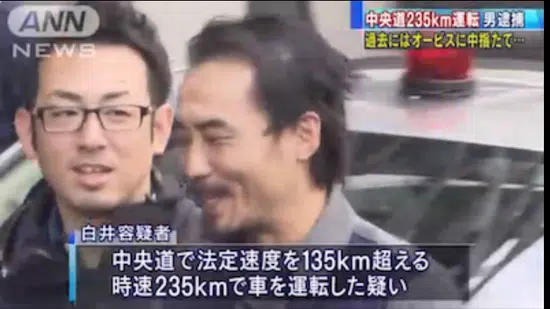 ANN
NEWS
中央道235km運転 男逮捕
過去にはオービスに中指たて…
白井容疑者
中央道で法定速度を135km超える
時速235kmで車を運転した疑い